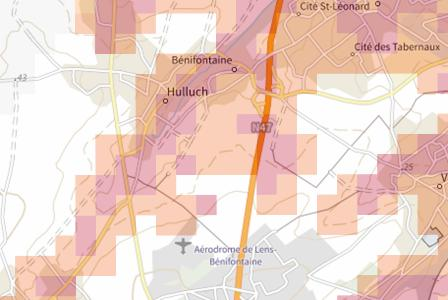 Cité St-Léonard
Cité des Tabernaux
Bénifontaine
43
Hulluch
N47
25
V
Aérodrome de Lens-
Bénifontaine